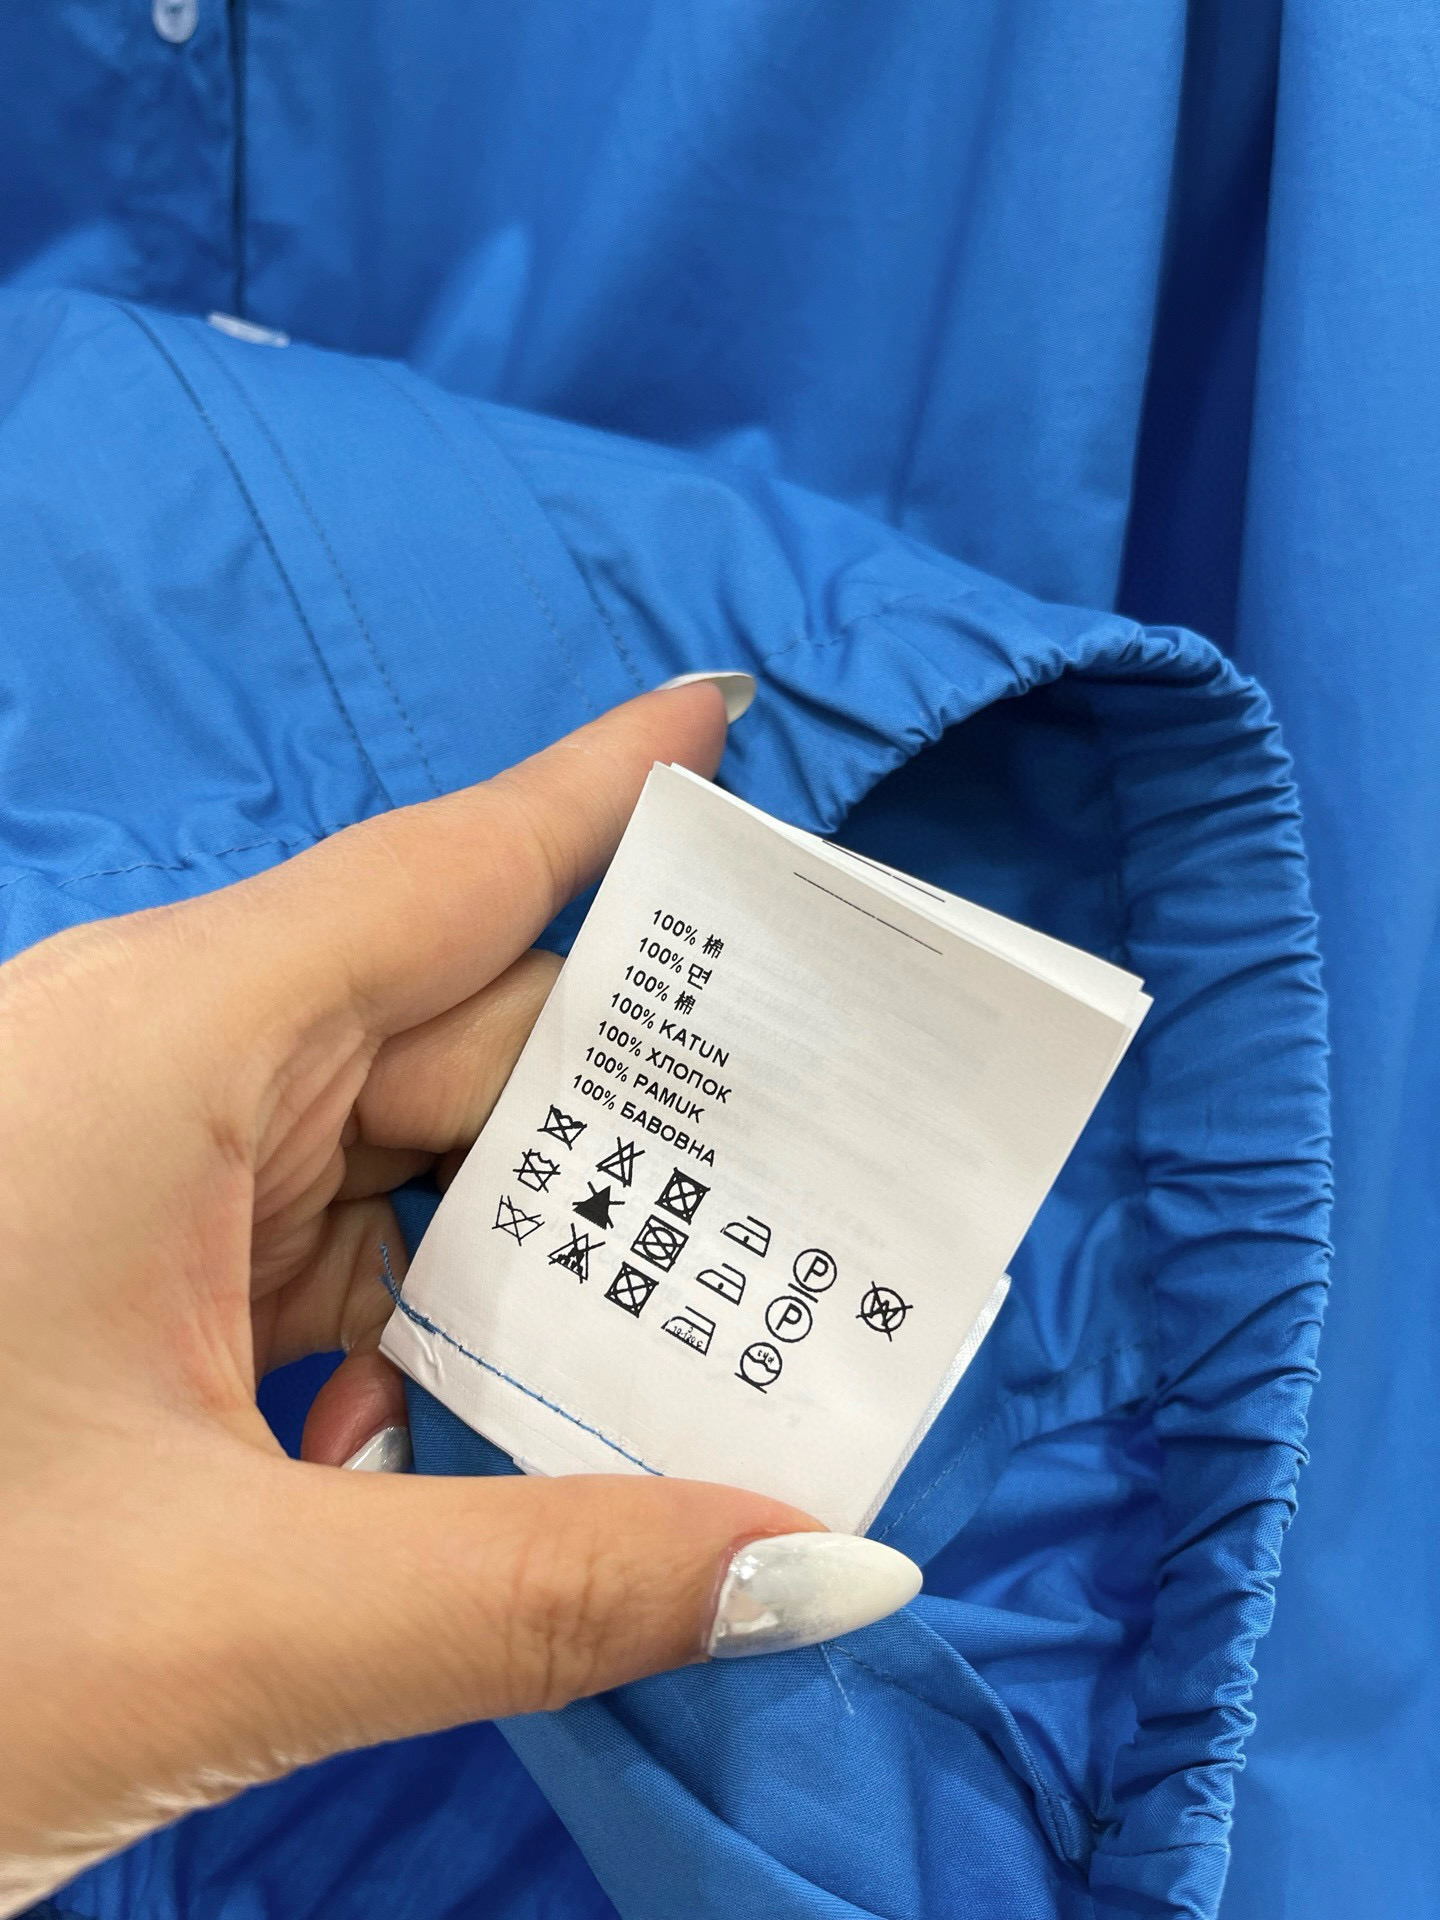 100% 棉
100% 면
100% 棉
100% KATUN
100% ХЛОПОК
100% PAMUK
100% БАВОВНА
P
W
P